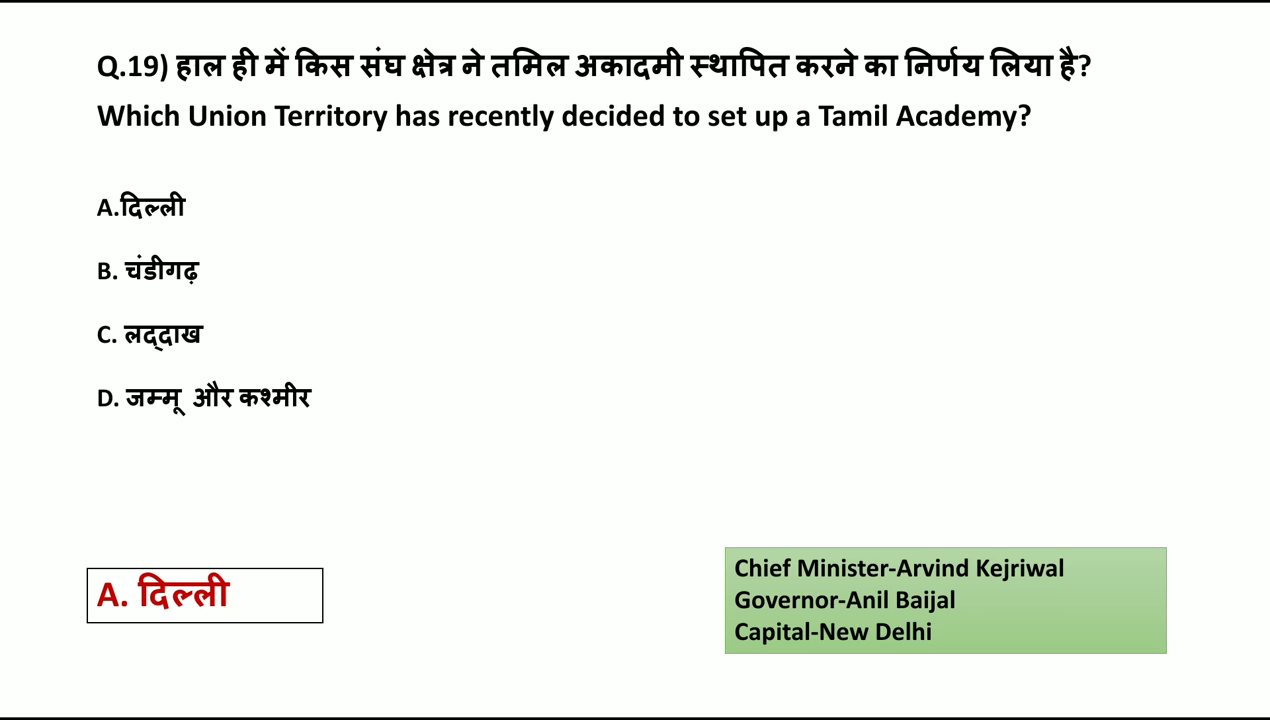 Q.19) हाल ही में किस संघ क्षेत्र ने तमिल अकादमी स्थापित करने का निर्णय लिया है?
Which Union Territory has recently decided to set up a Tamil Academy?
A.दिल्ली
B. चंडीगढ़
C. लद्दाख
D. जम्मू और कश्मीर
A. दिल्ली
Chief Minister-Arvind Kejriwal
Governor-Anil Baijal
Capital-New Delhi